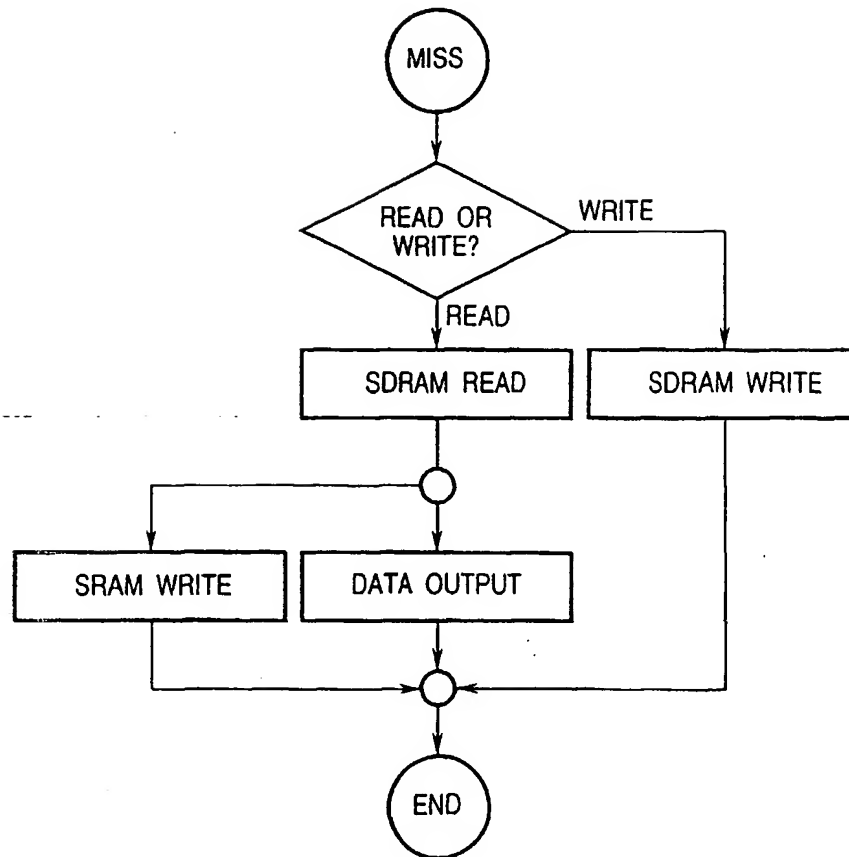 MISS
READ OR
WRITE?
WRITE
READ
SDRAM READ
SDRAM WRITE
SRAM WRITE
DATA OUTPUT
END